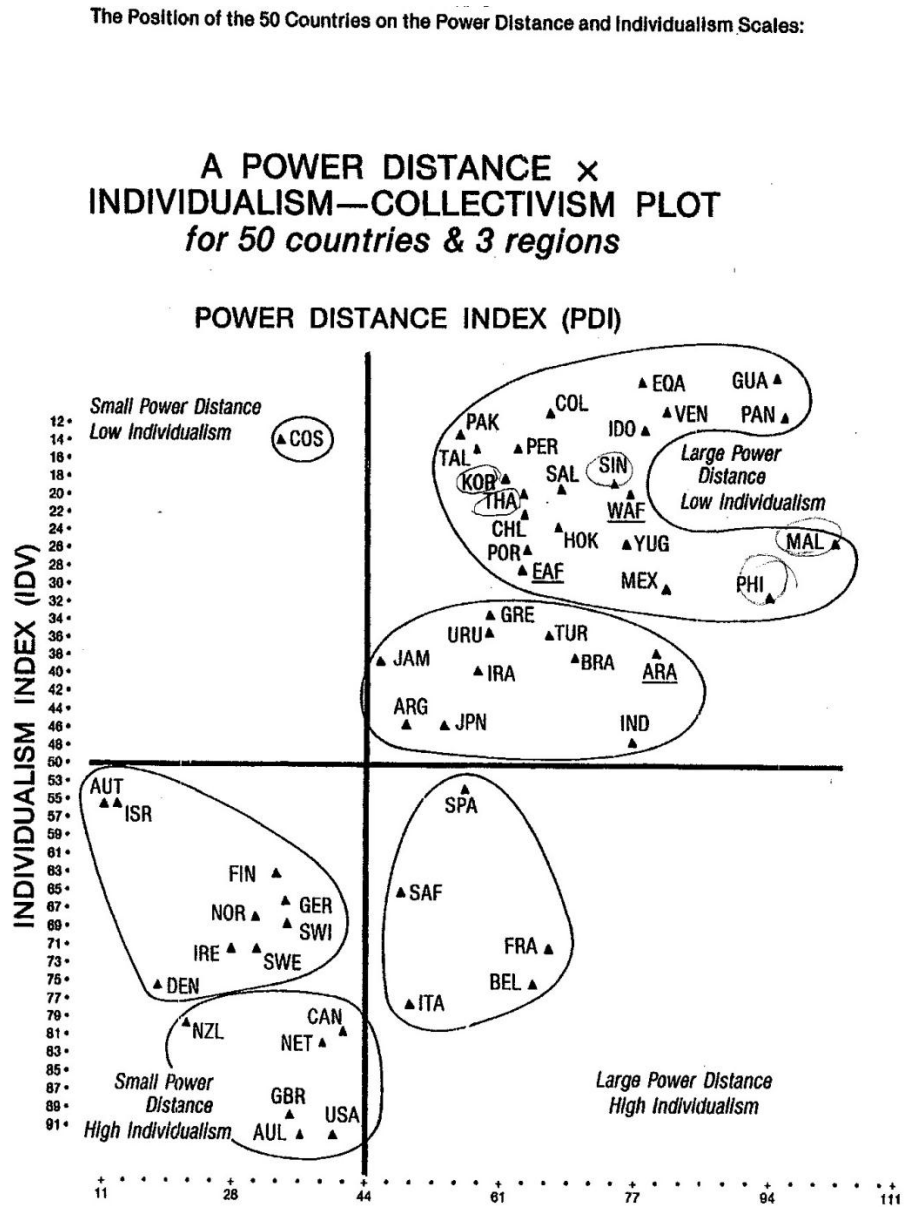 The Position of the 50 Countries on the Power Distance and Individualism Scales:
A POWER DISTANCE ×
INDIVIDUALISM—COLLECTIVISM PLOT
for 50 countries & 3 regions
POWER DISTANCE INDEX (PDI)
Small Power Distance
Low Individualism
COS
EQA
GUA
COL
VEN
PAN
PAK
IDO
PER
TAL
SIN
Large Power
Distance
Low Individualism
KOR
SAL
THA
WAF
CHL
HOK
YUG
MAL
POR
EAF
MEX
PHI
GRE
URU
TUR
JAM
IRA
BRA
ARA
ARG
JPN
IND
INDIVIDUALISM INDEX (IDV)
12
14
16
18
20
22
24
26
28
30
32
34
36
38
40
42
44
46
48
50
53
55
57
59
61
63
65
67
69
71
73
75
77
79
81
83
85
87
89
91
AUT
ISR
SPA
FIN
SAF
GER
NOR
SWI
IRE
SWE
FRA
DEN
BEL
ITA
CAN
NZL
NET
Small Power
Distance
High Individualism
GBR
USA
AUL
Large Power Distance
High Individualism
11
28
44
61
77
94
111